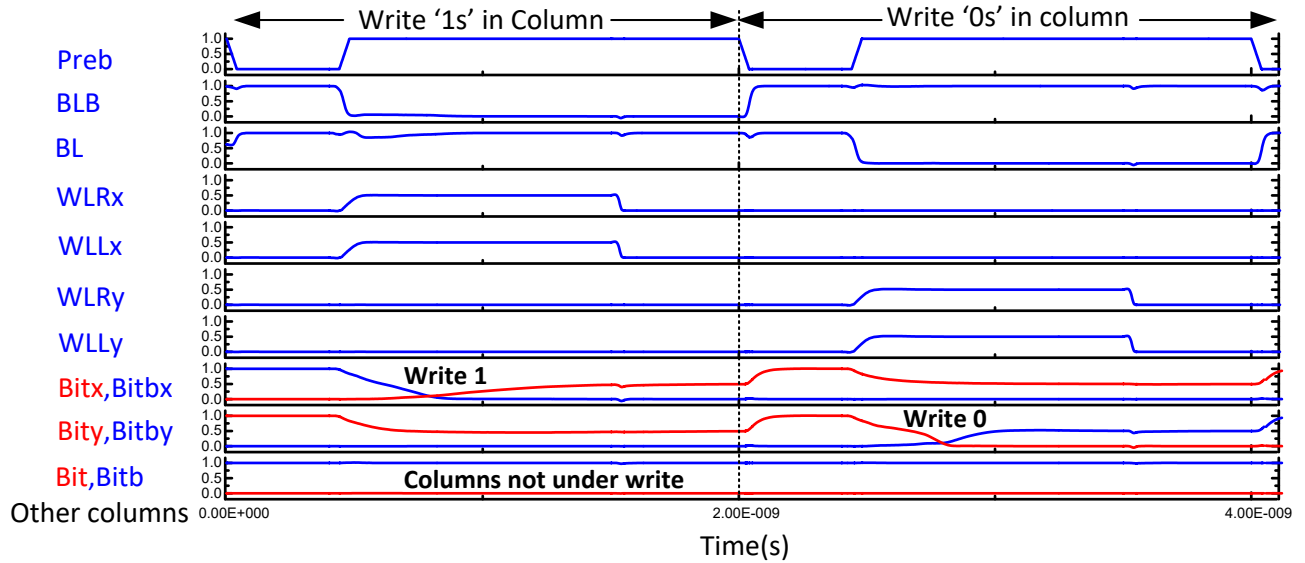 Write ‘1s’ in Column Write ‘0s’ in column
Preb 1.0 0.5 0.0
BLB 1.0 0.5 0.0
BL 1.0 0.5 0.0
WLRx 1.0 0.5 0.0
WLLx 1.0 0.5 0.0
WLRy 1.0 0.5 0.0
WLLy 1.0 0.5 0.0
Bitx,Bitbx 1.0 0.5 0.0 Write 1
Bity,Bitby 1.0 0.5 0.0 Write 0
Bit,Bitb 1.0 0.5 0.0 Columns not under write
Other columns 0.00E+000 2.00E-009 4.00E-009
Time(s)